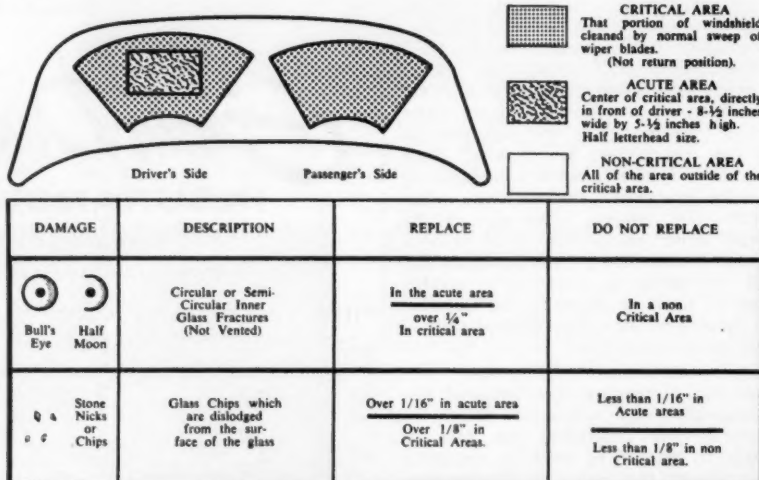 CRITICAL AREA
That portion of windshield
cleaned by normal sweep of
wiper blades.
(Not return position).
ACUTE AREA
Center of critical area, directly
in front of driver - 8-½ inches
wide by 5-½ inches high.
Half letterhead size.
NON-CRITICAL AREA
All of the area outside of the
critical area.
Driver's Side
Passenger's Side
DAMAGE
DESCRIPTION
REPLACE
DO NOT REPLACE
Bull's
Eye
Half
Moon
Circular or Semi-
Circular Inner
Glass Fractures
(Not Vented)
In the acute area
over ¼"
In critical area
In a non
Critical Area
Stone
Nicks
or
Chips
Glass Chips which
are dislodged
from the sur-
face of the glass
Over 1/16" in acute area
Over 1/8" in
Critical Areas.
Less than 1/16" in
Acute areas
Less than 1/8" in non
Critical area.